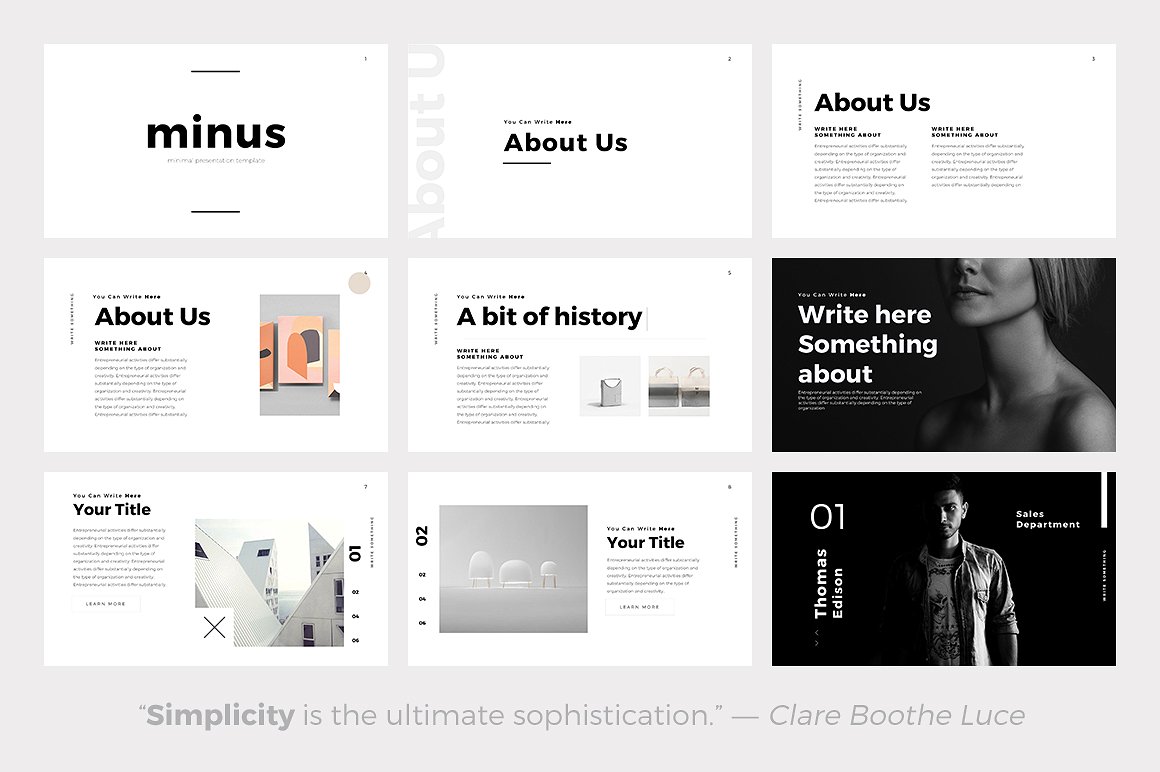 1
minus
minimal presentation template
2
About U
You Can Write Here
About Us
3
WRITE SOMETHING
About Us
WRITE HERE
SOMETHING ABOUT
Entrepreneurial activities differ substantially
depending on the type of organization and
creativity. Entrepreneurial activities differ
substantially depending on the type of
organization and creativity. Entrepreneurial
activities differ substantially depending on
the type of organization and creativity.
Entrepreneurial activities differ substantially.
WRITE HERE
SOMETHING ABOUT
Entrepreneurial activities differ substantially
depending on the type of organization and
creativity. Entrepreneurial activities differ
substantially depending on the type of
organization and creativity. Entrepreneurial
activities differ substantially depending on
4
WRITE SOMETHING
You Can Write Here
About Us
WRITE HERE
SOMETHING ABOUT
Entrepreneurial activities differ substantially
depending on the type of organization and
creativity. Entrepreneurial activities differ
substantially depending on the type of
organization and creativity. Entrepreneurial
activities differ substantially depending on
the type of organization and creativity.
Entrepreneurial activities differ substantially.
5
WRITE SOMETHING
You Can Write Here
A bit of history
WRITE HERE
SOMETHING ABOUT
Entrepreneurial activities differ substantially
depending on the type of organization and
creativity. Entrepreneurial activities differ
substantially depending on the type of
organization and creativity. Entrepreneurial
activities differ substantially depending on
the type of organization and creativity.
Entrepreneurial activities differ substantially.
You Can Write Here
Write here
Something
about
Entrepreneurial activities differ substantially depending on
the type of organization and creativity. Entrepreneurial
activities differ substantially depending on the type of
organization
7
You Can Write Here
Your Title
Entrepreneurial activities differ substantially
depending on the type of organization and
creativity. Entrepreneurial activities differ
substantially depending on the type of
organization and creativity. Entrepreneurial
activities differ substantially depending on
the type of organization and creativity.
Entrepreneurial activities differ substantially.
LEARN MORE
01
02
04
06
WRITE SOMETHING
8
02
02
04
06
You Can Write Here
Your Title
Entrepreneurial activities differ substantially
depending on the type of organization and
creativity. Entrepreneurial activities differ
substantially depending on the type of
organization and creativity.
LEARN MORE
WRITE SOMETHING
01
Thomas
Edison
Sales
Department
WRITE SOMETHING
“Simplicity is the ultimate sophistication.” — Clare Boothe Luce